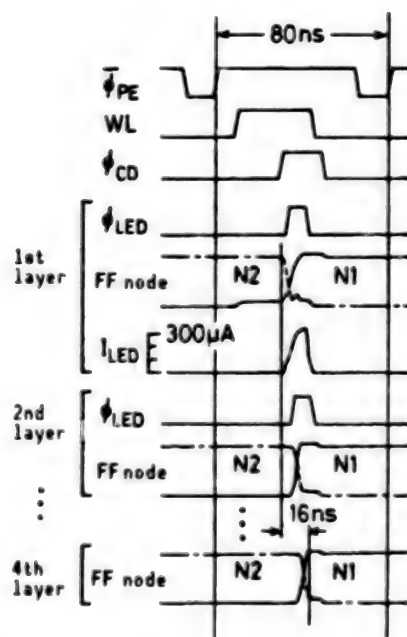 80ns
φ̅PE
WL
φCD
1st layer
φLED
FF node
N2
N1
ILED
300µA
2nd layer
φLED
FF node
N2
N1
⋮
⋮
16ns
4th layer
FF node
N2
N1